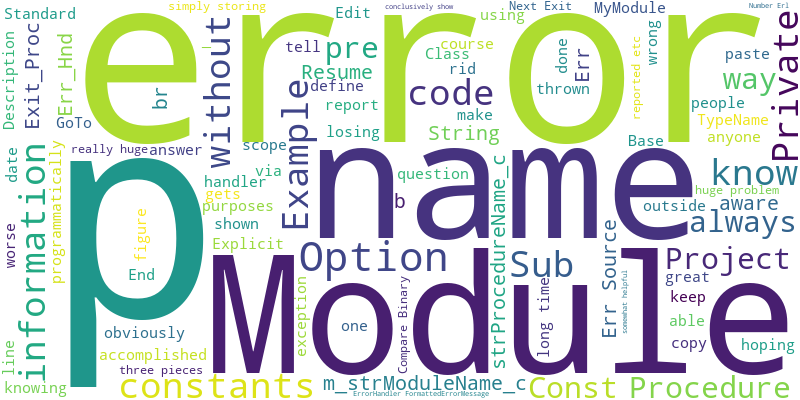 simply storing
conclusively show
Number Erl
Standard
Edit
using
Next Exit
MyModule
error
Description
Exit_Proc
Err_Hnd
without
tell
pre
Class
course
rid
Err
done
wrong
reported etc
paste
Private
Resume
define
code
thrown
way
GoTo
br
Example
report
make
people
TypeName
losing
String
anyone
really huge
answer
scope
Base
date
information
programmatically
p
handler
via
question
name
know
gets
b
huge problem
purposes
strProcedureName_c
outside
aware
worse
figure
shown
always
Explicit
Option
Sub
Err Source
Project
End
Module
exception
Compare Binary
long time
somewhat helpful
great
keep
one
able
obviously
line
accomplished
copy
hoping
three pieces
knowing
constants
m_strModuleName_c
ErrorHandler FormattedErrorMessage
Const
Procedure